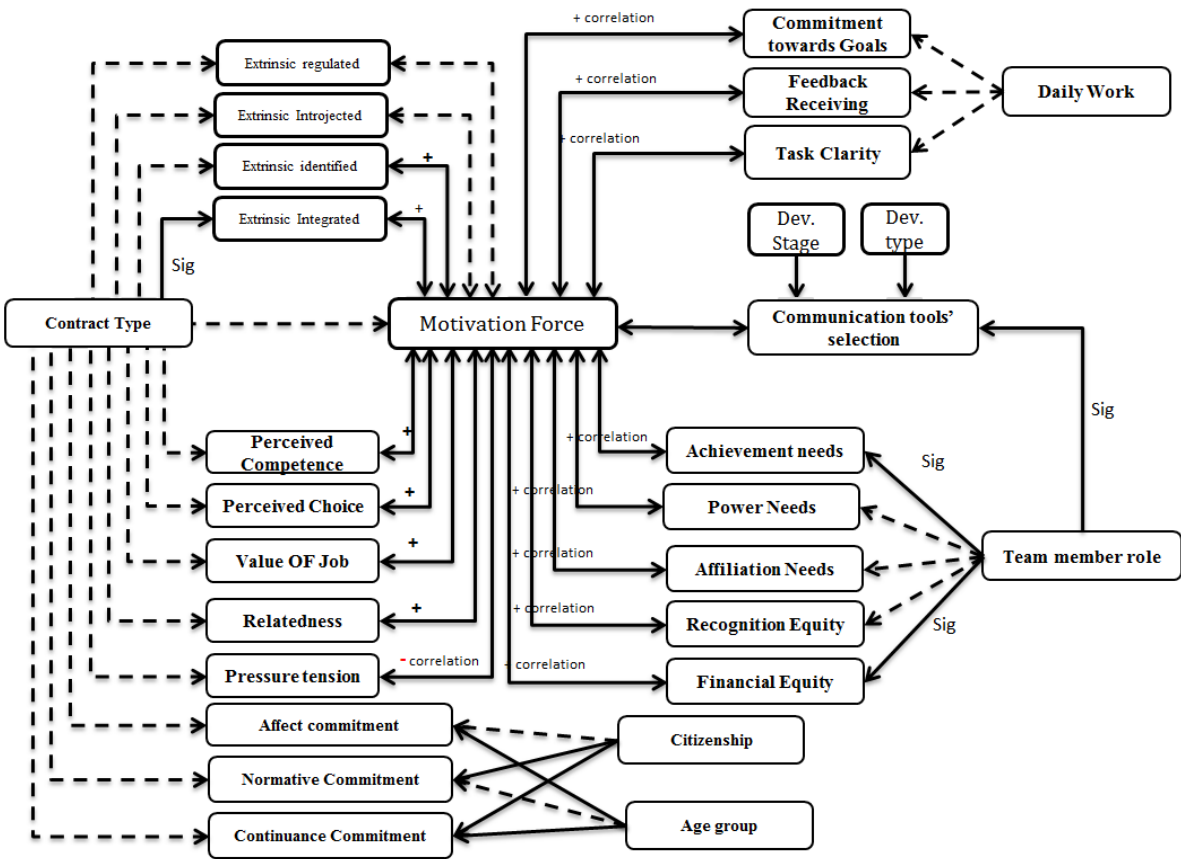 + correlation
Commitment
towards Goals
Extrinsic regulated
+ correlation
Feedback
Receiving
Daily Work
Extrinsic Introjected
+ correlation
Task Clarity
Extrinsic identified
+
Extrinsic Integrated
+
Sig
Dev.
Stage
Dev.
type
Contract Type
Motivation Force
Communication tools'
selection
Sig
Perceived
Competence
+
+ correlation
Achievement needs
Sig
Perceived Choice
+
+ correlation
Power Needs
Value OF Job
+
+ correlation
Affiliation Needs
Team member role
Relatedness
+
+ correlation
Recognition Equity
Sig
Pressure tension
- correlation
+ correlation
Financial Equity
Affect commitment
Citizenship
Normative Commitment
Continuance Commitment
Age group